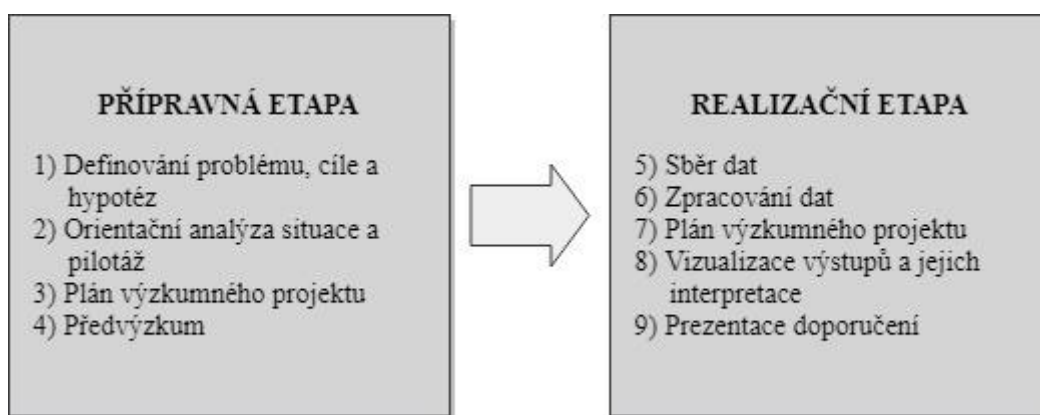 PŘÍPRAVNÁ ETAPA
1) Definování problému, cíle a
hypotéz
2) Orientační analýza situace a
pilotáž
3) Plán výzkumného projektu
4) Předvýzkum
REALIZAČNÍ ETAPA
5) Sběr dat
6) Zpracování dat
7) Plán výzkumného projektu
8) Vizualizace výstupů a jejich
interpretace
9) Prezentace doporučení